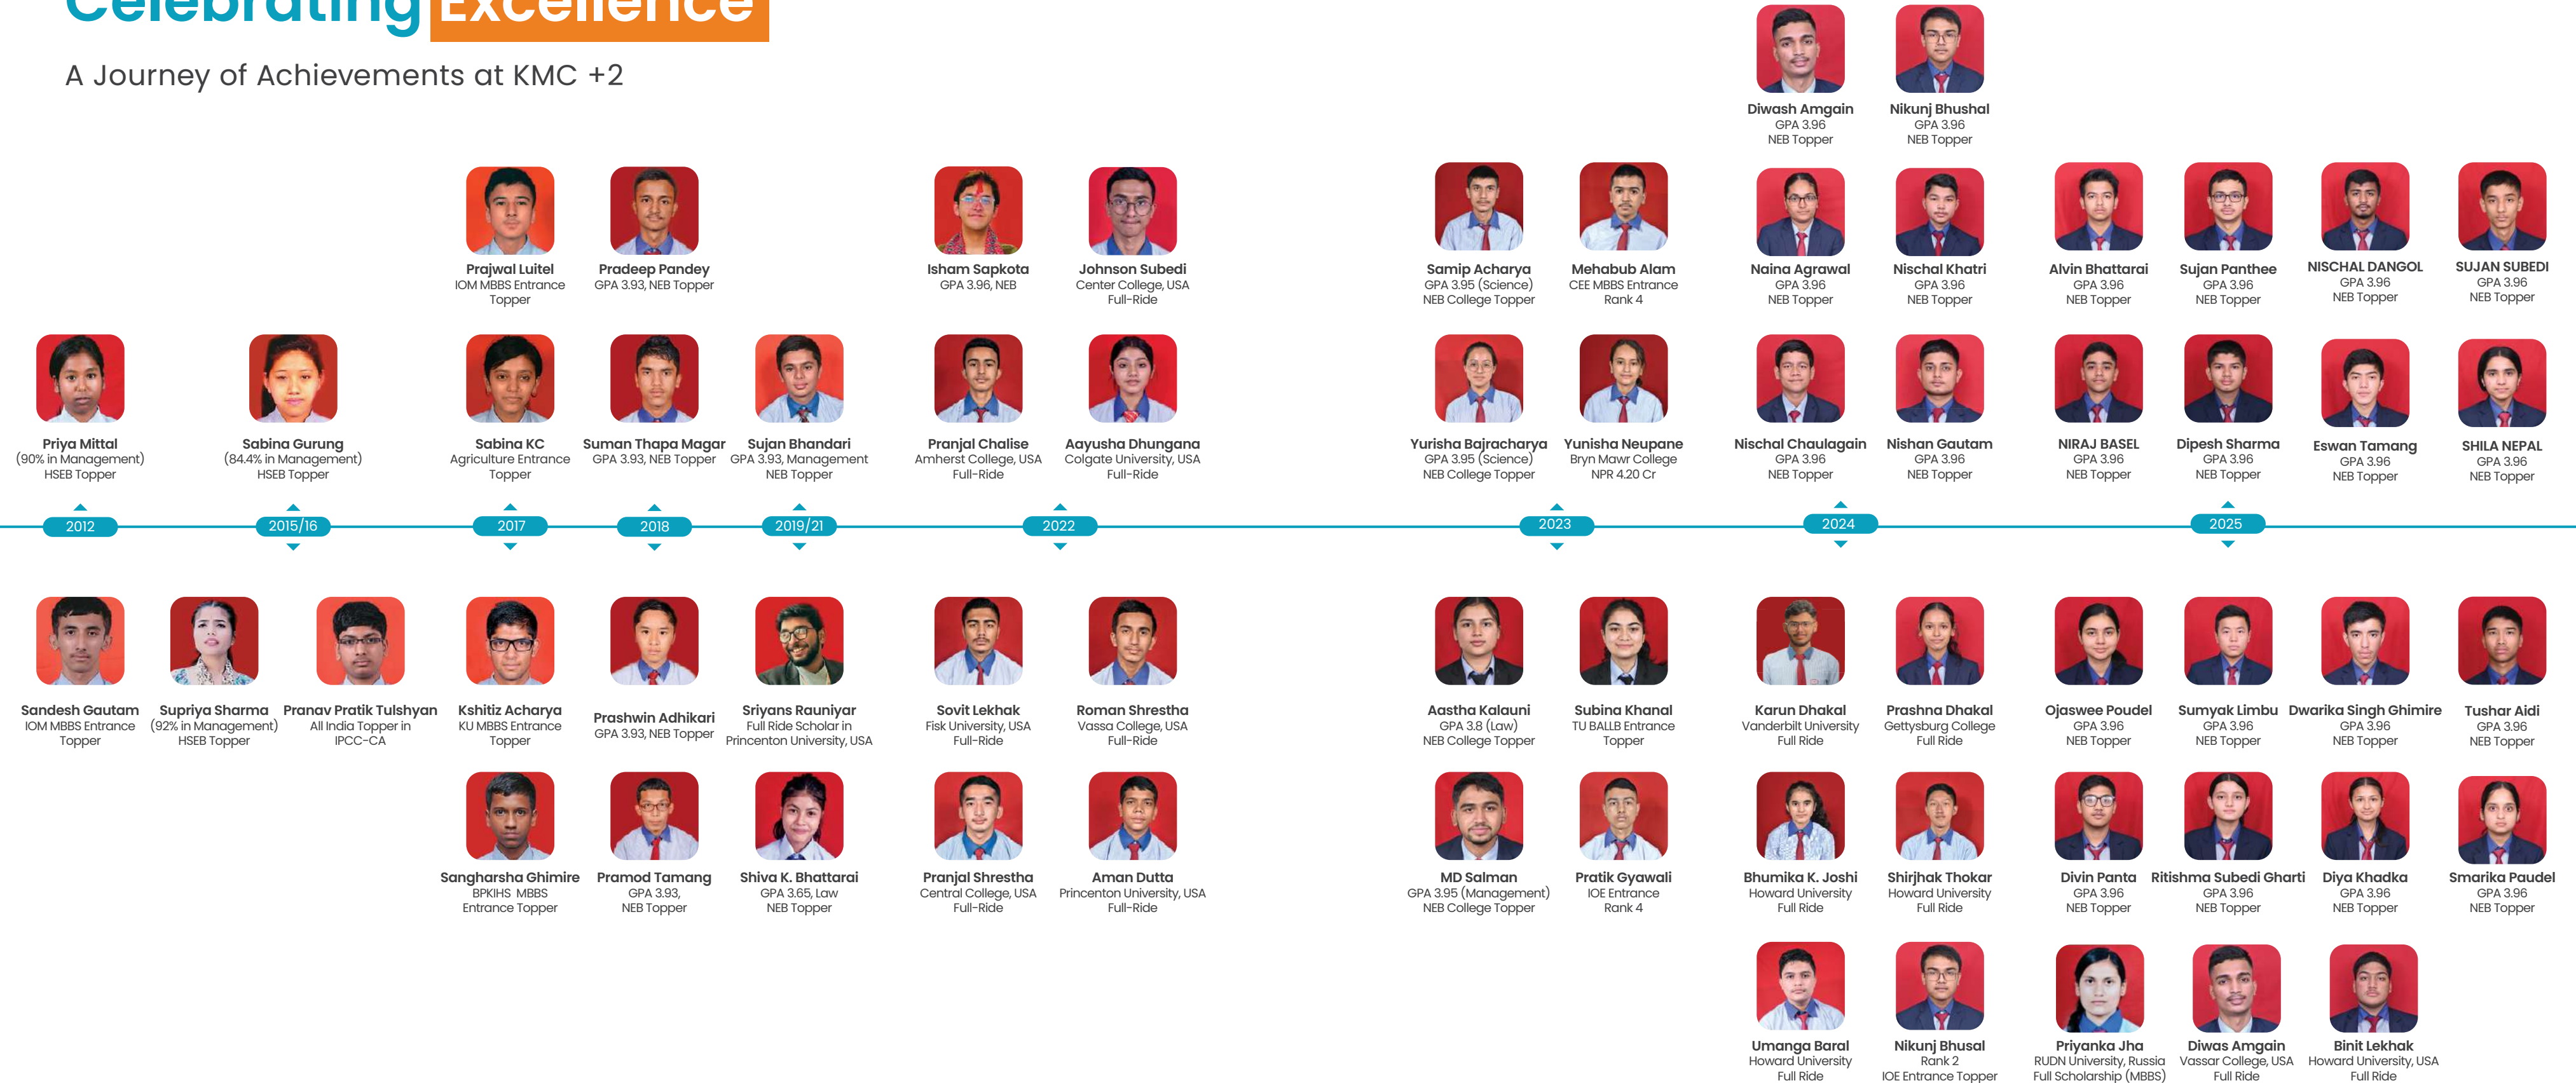 Celebrating Excellence
A Journey of Achievements at KMC +2
Diwash Amgain
GPA 3.96
NEB Topper
Nikunj Bhushal
GPA 3.96
NEB Topper
Prajwal Luitel
IOM MBBS Entrance
Topper
Pradeep Pandey
GPA 3.93, NEB Topper
Isham Sapkota
GPA 3.96, NEB
Johnson Subedi
Center College, USA
Full-Ride
Samip Acharya
GPA 3.95 (Science)
NEB College Topper
Mehabub Alam
CEE MBBS Entrance
Rank 4
Naina Agrawal
GPA 3.96
NEB Topper
Nischal Khatri
GPA 3.96
NEB Topper
Alvin Bhattarai
GPA 3.96
NEB Topper
Sujan Panthee
GPA 3.96
NEB Topper
NISCHAL DANGOL
GPA 3.96
NEB Topper
SUJAN SUBEDI
GPA 3.96
NEB Topper
Priya Mittal
(90% in Management)
HSEB Topper
Sabina Gurung
(84.4% in Management)
HSEB Topper
Sabina KC
Agriculture Entrance
Topper
Suman Thapa Magar
GPA 3.93, NEB Topper
Sujan Bhandari
GPA 3.93, Management
NEB Topper
Pranjal Chalise
Amherst College, USA
Full-Ride
Aayusha Dhungana
Colgate University, USA
Full-Ride
Yurisha Bajracharya
GPA 3.95 (Science)
NEB College Topper
Yunisha Neupane
Bryn Mawr College
NPR 4.20 Cr
Nischal Chaulagain
GPA 3.96
NEB Topper
Nishan Gautam
GPA 3.96
NEB Topper
NIRAJ BASEL
GPA 3.96
NEB Topper
Dipesh Sharma
GPA 3.96
NEB Topper
Eswan Tamang
GPA 3.96
NEB Topper
SHILA NEPAL
GPA 3.96
NEB Topper
2012
2015/16
2017
2018
2019/21
2022
2023
2024
2025
Sandesh Gautam
IOM MBBS Entrance
Topper
Supriya Sharma
(92% in Management)
HSEB Topper
Pranav Pratik Tulshyan
All India Topper in
IPCC-CA
Kshitiz Acharya
KU MBBS Entrance
Topper
Prashwin Adhikari
GPA 3.93, NEB Topper
Sriyans Rauniyar
Full Ride Scholar in
Princenton University, USA
Sovit Lekhak
Fisk University, USA
Full-Ride
Roman Shrestha
Vassa College, USA
Full-Ride
Aastha Kalauni
GPA 3.8 (Law)
NEB College Topper
Subina Khanal
TU BALLB Entrance
Topper
Karun Dhakal
Vanderbilt University
Full Ride
Prashna Dhakal
Gettysburg College
Full Ride
Ojaswee Poudel
GPA 3.96
NEB Topper
Sumyak Limbu
GPA 3.96
NEB Topper
Dwarika Singh Ghimire
GPA 3.96
NEB Topper
Tushar Aidi
GPA 3.96
NEB Topper
Sangharsha Ghimire
BPKIHS MBBS
Entrance Topper
Pramod Tamang
GPA 3.93,
NEB Topper
Shiva K. Bhattarai
GPA 3.65, Law
NEB Topper
Pranjal Shrestha
Central College, USA
Full-Ride
Aman Dutta
Princenton University, USA
Full-Ride
MD Salman
GPA 3.95 (Management)
NEB College Topper
Pratik Gyawali
IOE Entrance
Rank 4
Bhumika K. Joshi
Howard University
Full Ride
Shirjhak Thokar
Howard University
Full Ride
Divin Panta
GPA 3.96
NEB Topper
Ritishma Subedi Gharti
GPA 3.96
NEB Topper
Diya Khadka
GPA 3.96
NEB Topper
Smarika Paudel
GPA 3.96
NEB Topper
Umanga Baral
Howard University
Full Ride
Nikunj Bhusal
Rank 2
IOE Entrance Topper
Priyanka Jha
RUDN University, Russia
Full Scholarship (MBBS)
Diwas Amgain
Vassar College, USA
Full Ride
Binit Lekhak
Howard University, USA
Full Ride